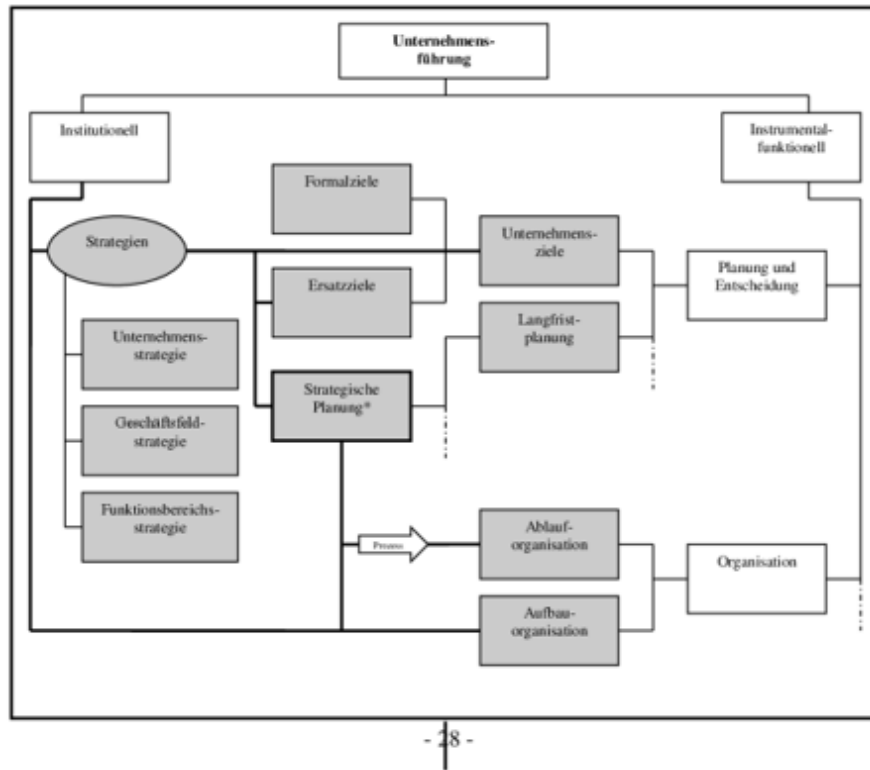 Unternehmens-
führung
Institutionell
Instrumental-
funktionell
Formalziele
Strategien
Unternehmens-
ziele
Planung und
Entscheidung
Ersatzziele
Langfrist-
planung
Unternehmens-
strategie
Strategische
Planung*
Geschäftsfeld-
strategie
Funktionsbereichs-
strategie
Prozess
Ablauf-
organisation
Organisation
Aufbau-
organisation
- 28 -